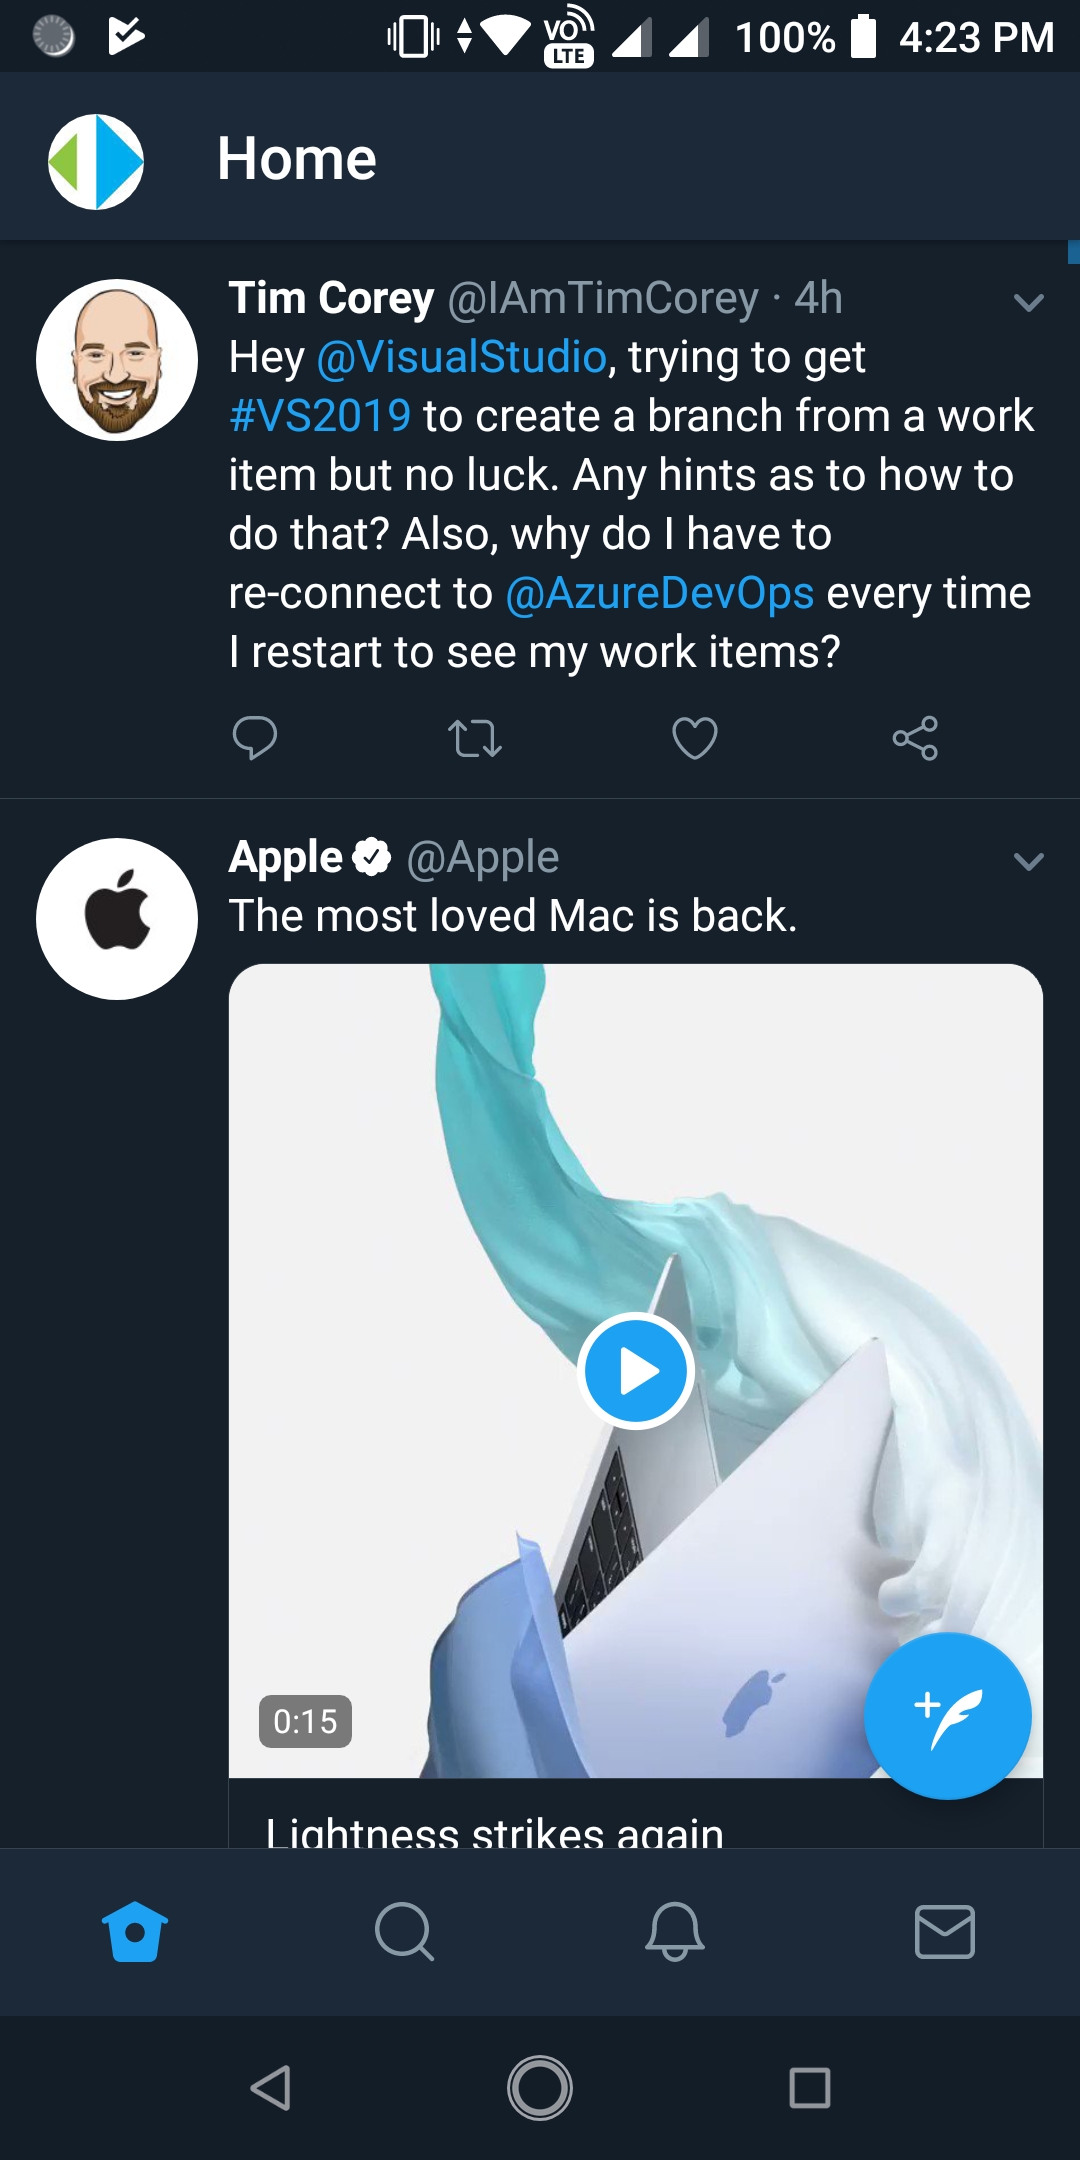 VO LTE 100% 4:23 PM
Home
Tim Corey @IAmTimCorey · 4h
Hey @VisualStudio, trying to get
#VS2019 to create a branch from a work
item but no luck. Any hints as to how to
do that? Also, why do I have to
re-connect to @AzureDevOps every time
I restart to see my work items?
Apple @Apple
The most loved Mac is back.
0:15
Lightness strikes again